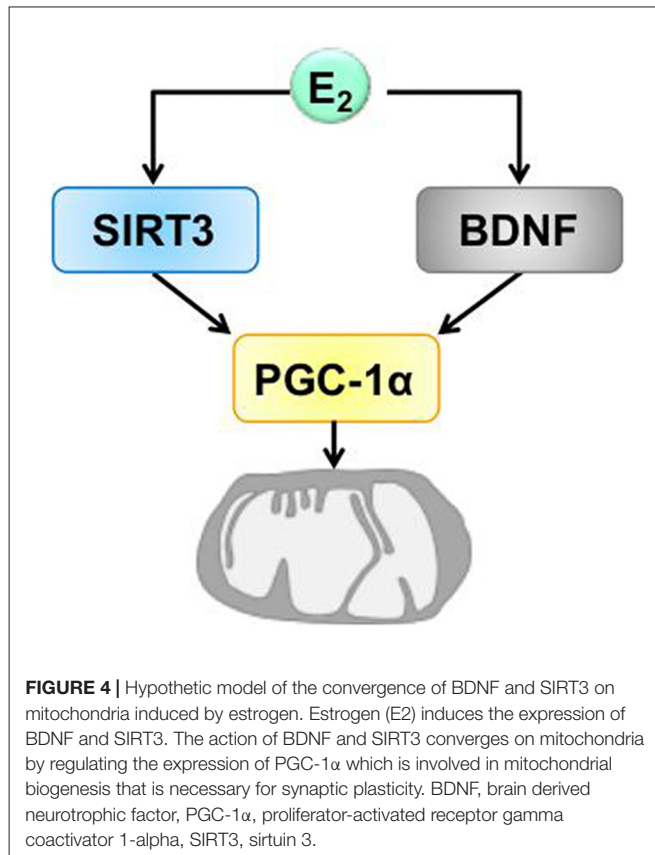 E₂
SIRT3 BDNF
PGC-1α
FIGURE 4 | Hypothetic model of the convergence of BDNF and SIRT3 on
mitochondria induced by estrogen. Estrogen (E2) induces the expression of
BDNF and SIRT3. The action of BDNF and SIRT3 converges on mitochondria
by regulating the expression of PGC-1α which is involved in mitochondrial
biogenesis that is necessary for synaptic plasticity. BDNF, brain derived
neurotrophic factor, PGC-1α, proliferator-activated receptor gamma
coactivator 1-alpha, SIRT3, sirtuin 3.